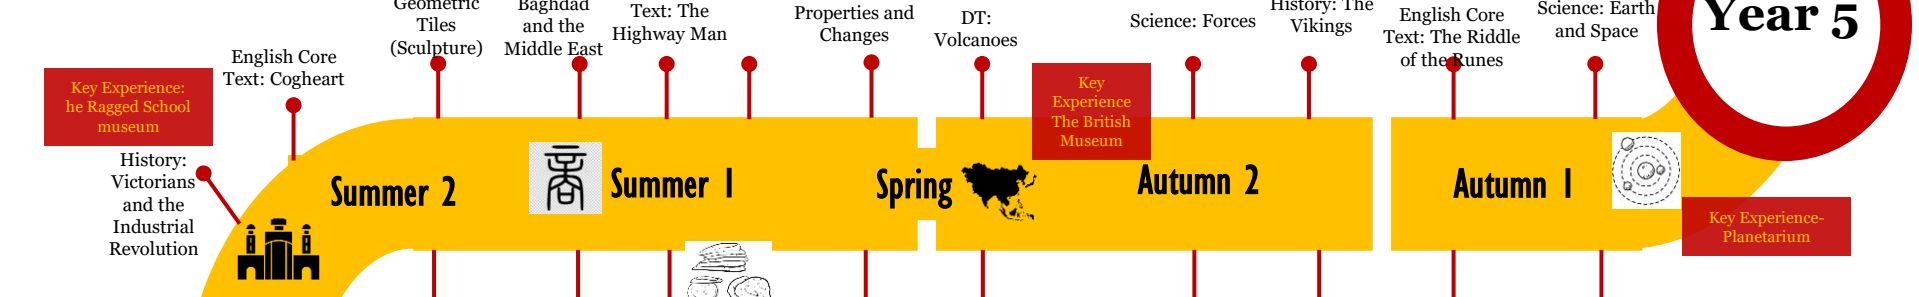 Geometric
Tiles
(Sculpture)
Baghdad
and the
Middle East
Text: The
Highway Man
Properties and
Changes
DT:
Volcanoes
Science: Forces
History: The
Vikings
English Core
Text: The Riddle
of the Runes
Science: Earth
and Space
Year 5
English Core
Text: Cogheart
Key Experience:
he Ragged School
museum
Key
Experience
The British
Museum
History:
Victorians
and the
Industrial
Revolution
Summer 2
Summer 1
Spring
Autumn 2
Autumn 1
Key Experience-
Planetarium